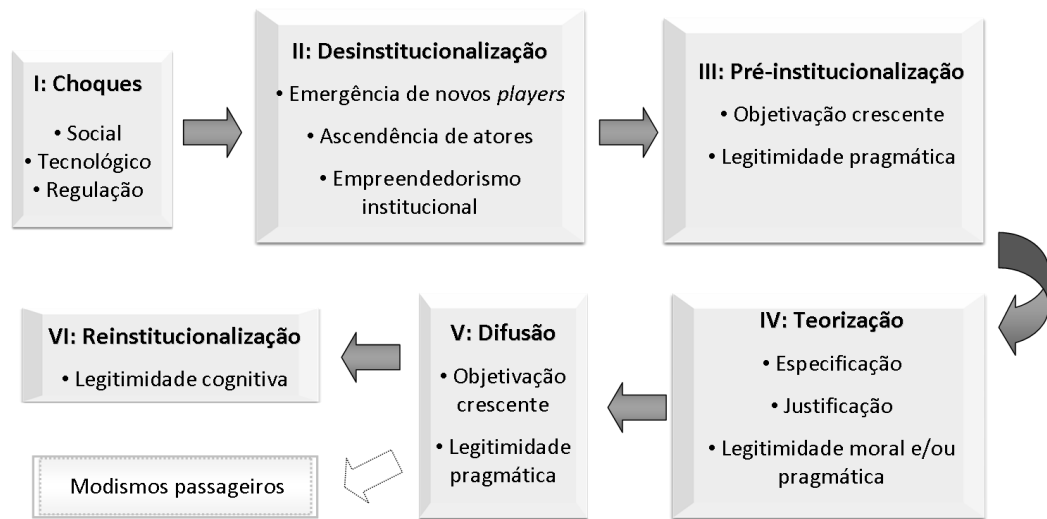 I: Choques
• Social
• Tecnológico
• Regulação
II: Desinstitucionalização
• Emergência de novos players
• Ascendência de atores
• Empreendedorismo
institucional
III: Pré-institucionalização
• Objetivação crescente
• Legitimidade pragmática
IV: Teorização
• Especificação
• Justificação
• Legitimidade moral e/ou
pragmática
V: Difusão
• Objetivação
crescente
• Legitimidade
pragmática
VI: Reinstitucionalização
• Legitimidade cognitiva
Modismos passageiros